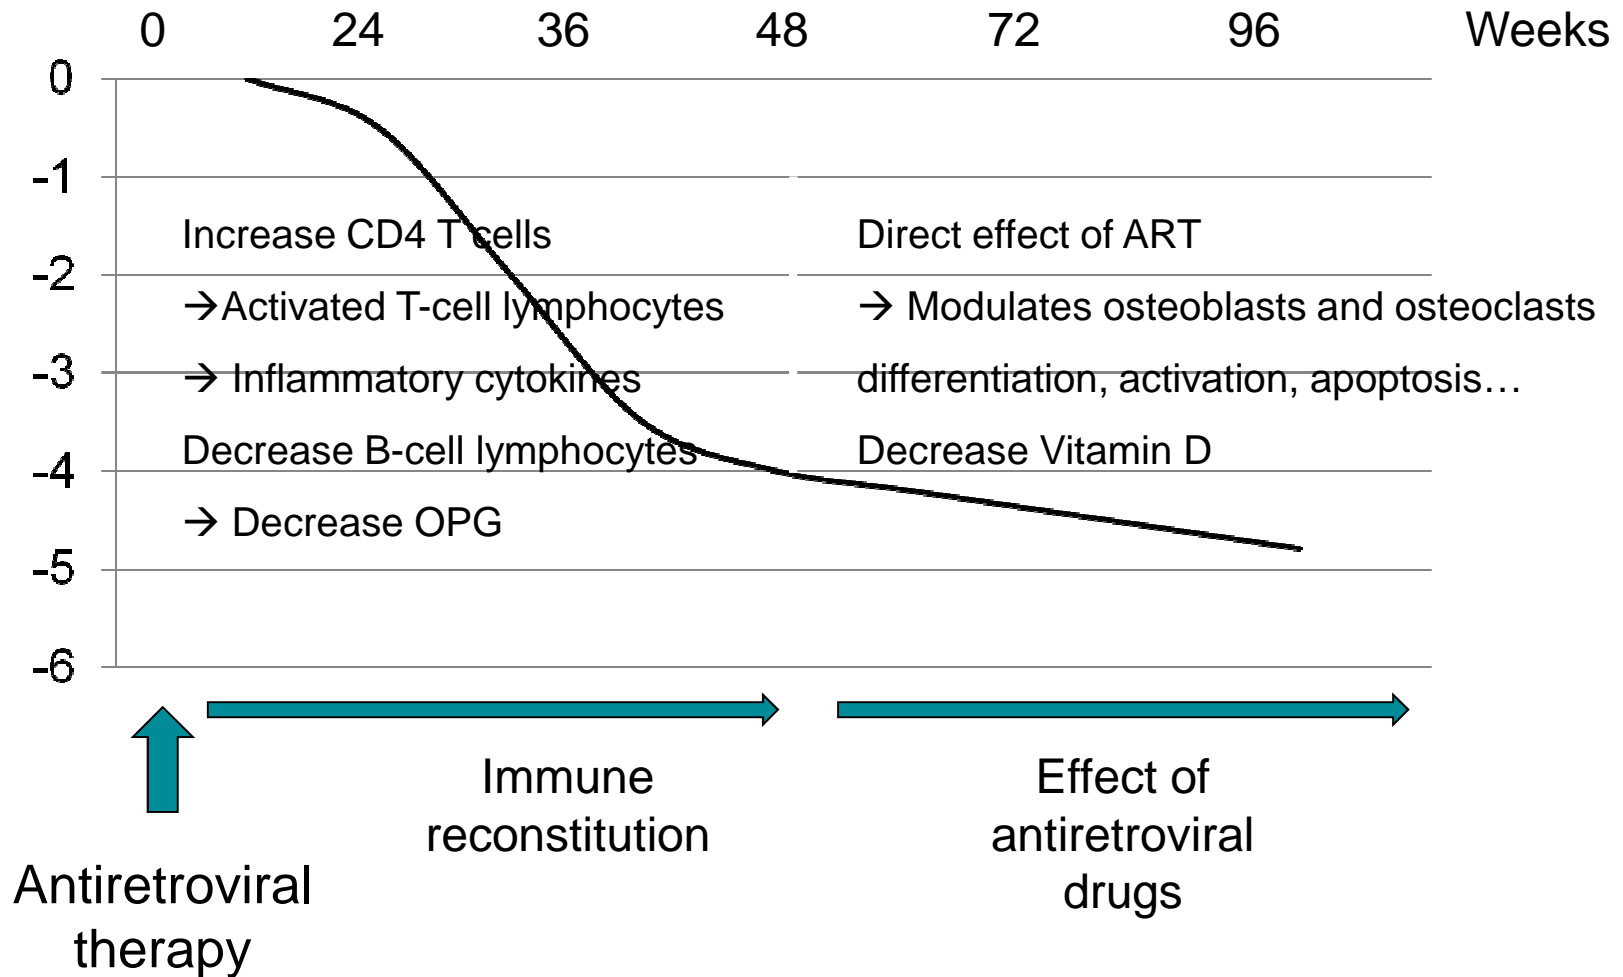 0 24 36 48 72 96 Weeks
0
-1
Increase CD4 T cells
Direct effect of ART
-2
→Activated T-cell lymphocytes
→ Modulates osteoblasts and osteoclasts
-3
→ Inflammatory cytokines
differentiation, activation, apoptosis…
Decrease B-cell lymphocytes
Decrease Vitamin D
-4
→ Decrease OPG
-5
-6
Immune
reconstitution
Effect of
antiretroviral
drugs
Antiretroviral
therapy